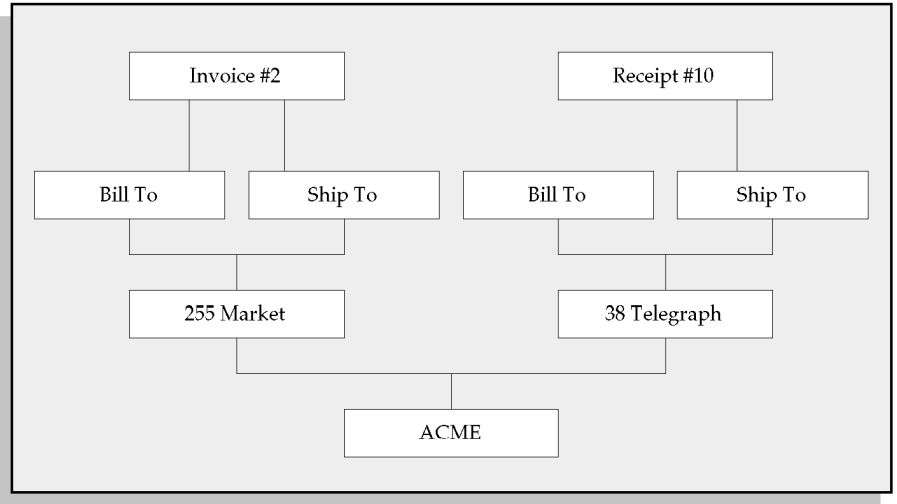 Invoice #2
Receipt #10
Bill To
Ship To
Bill To
Ship To
255 Market
38 Telegraph
ACME